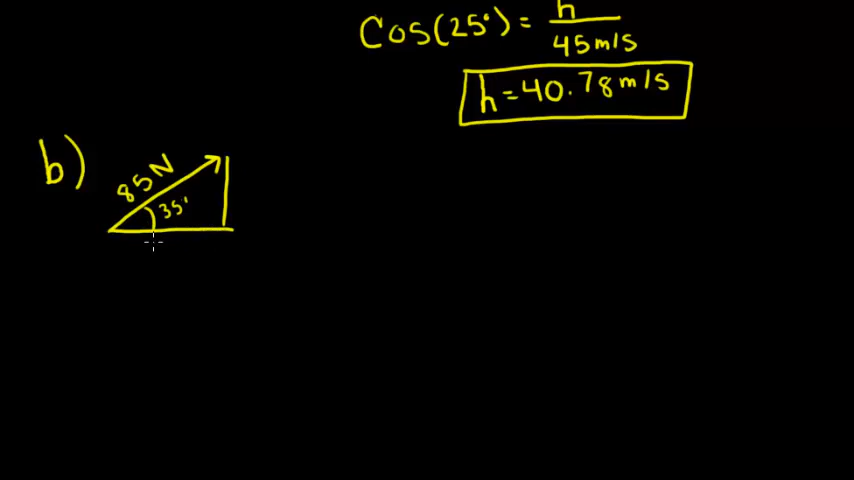 Cos(25°) = h / 45m/s
h = 40.78m/s
b)
85N
35°